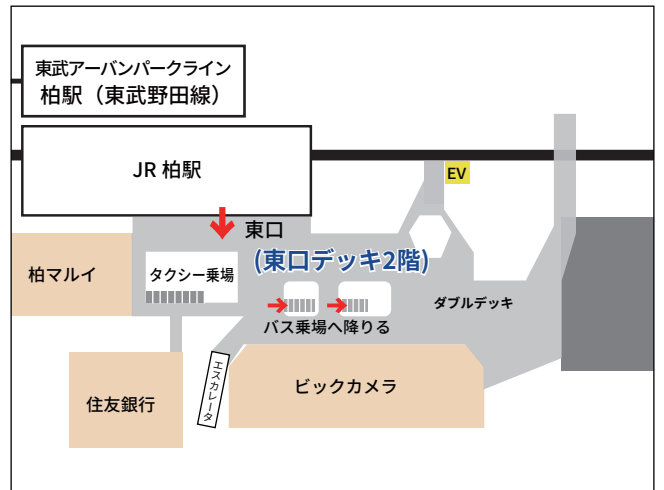 東武アーバンパークライン
柏駅（東武野田線）
JR 柏駅
EV
東口
(東口デッキ2階)
柏マルイ
タクシー乗場
ダブルデッキ
バス乗場へ降りる
エスカレータ
ビックカメラ
住友銀行